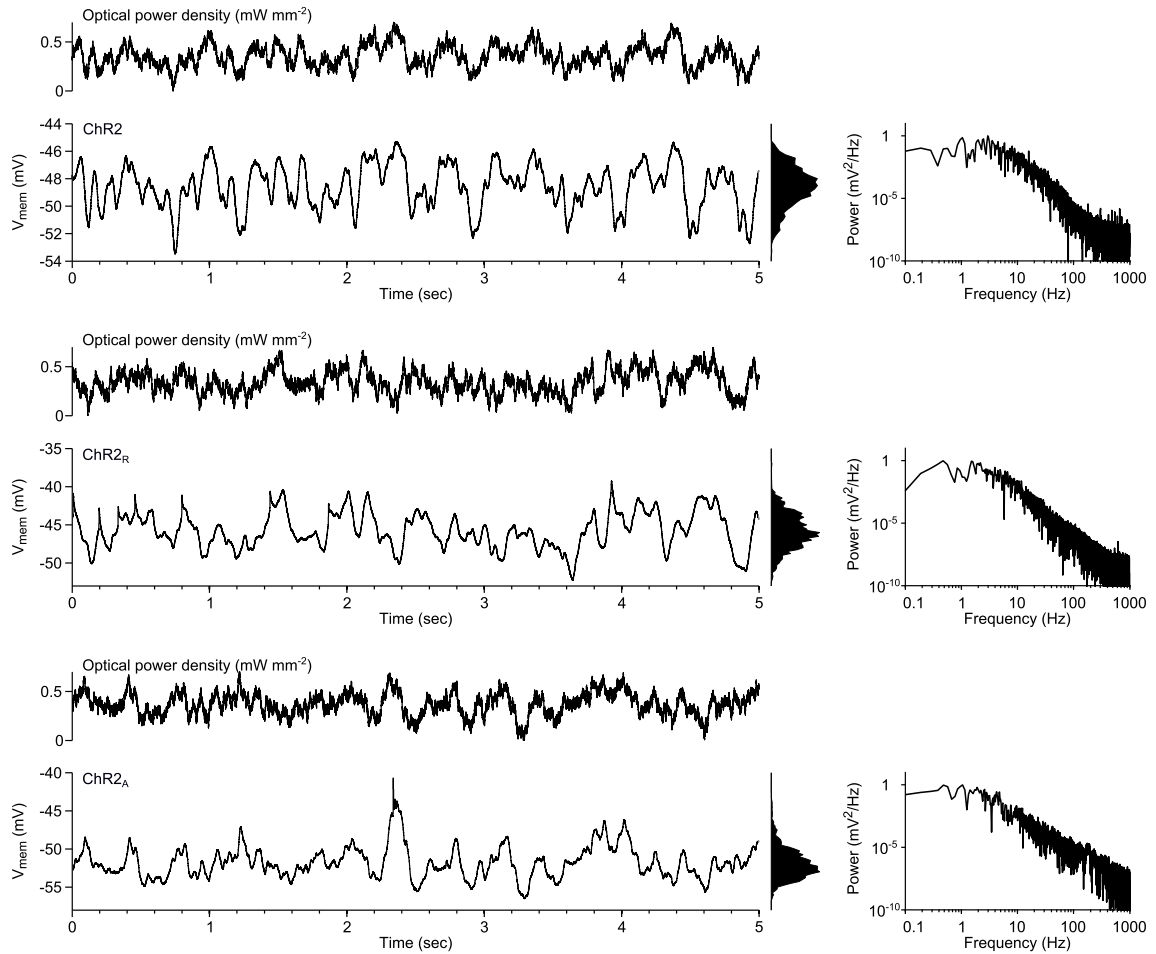 Optical power density (mW mm-2)
0.5
0
ChR2
Vmem (mV)
-44
-46
-48
-50
-52
-54
0 1 2 3 4 5
Time (sec)
Power (mV2/Hz)
1
10-5
10-10
0.1 1 10 100 1000
Frequency (Hz)
Optical power density (mW mm-2)
0.5
0
ChR2R
Vmem (mV)
-35
-40
-45
-50
0 1 2 3 4 5
Time (sec)
Power (mV2/Hz)
1
10-5
10-10
0.1 1 10 100 1000
Frequency (Hz)
Optical power density (mW mm-2)
0.5
0
ChR2A
Vmem (mV)
-40
-45
-50
-55
0 1 2 3 4 5
Time (sec)
Power (mV2/Hz)
1
10-5
10-10
0.1 1 10 100 1000
Frequency (Hz)